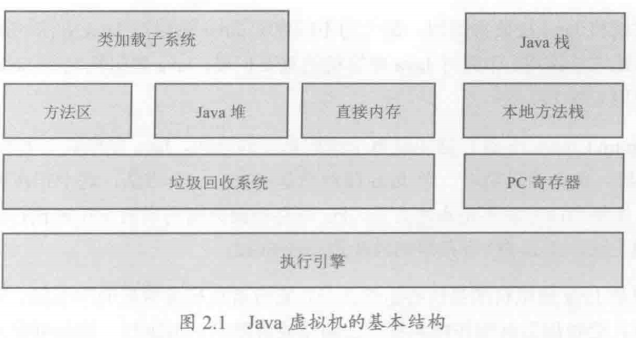 类加载子系统
Java 栈
方法区
Java 堆
直接内存
本地方法栈
垃圾回收系统
PC 寄存器
执行引擎
图 2.1 Java 虚拟机的基本结构